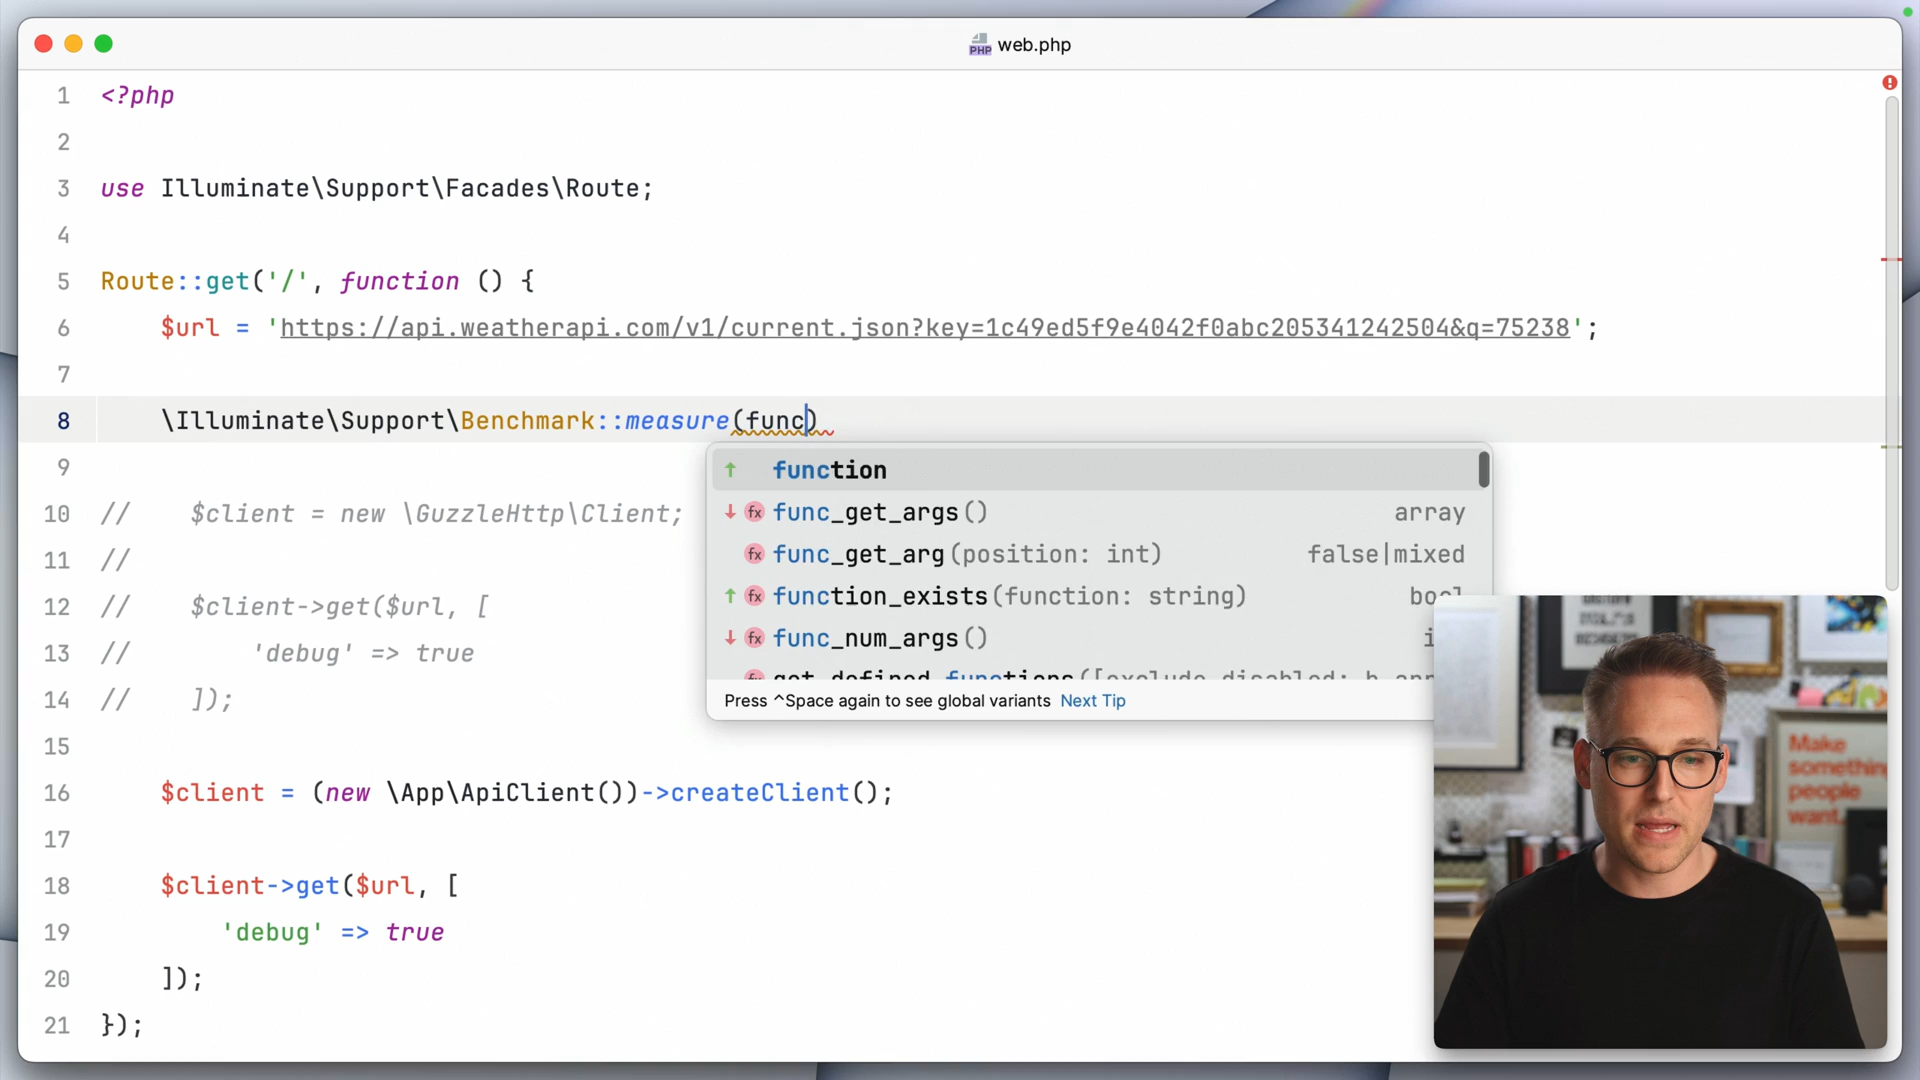 PHP web.php
1 <?php
2
3 use Illuminate\Support\Facades\Route;
4
5 Route::get('/', function () {
6 $url = 'https://api.weatherapi.com/v1/current.json?key=1c49ed5f9e4042f0abc205341242504&q=75238';
7
8 \Illuminate\Support\Benchmark::measure(func)
9
function
10 // $client = new \GuzzleHttp\Client;
func_get_args() array
11 //
func_get_arg(position: int) false|mixed
12 // $client->get($url, [
function_exists(function: string) bool
13 // 'debug' => true
func_num_args()
14 // ]);
Press ^Space again to see global variants Next Tip
15
16 $client = (new \App\ApiClient())->createClient();
17
18 $client->get($url, [
19 'debug' => true
20 ]);
21 });
Make
something
people
want.